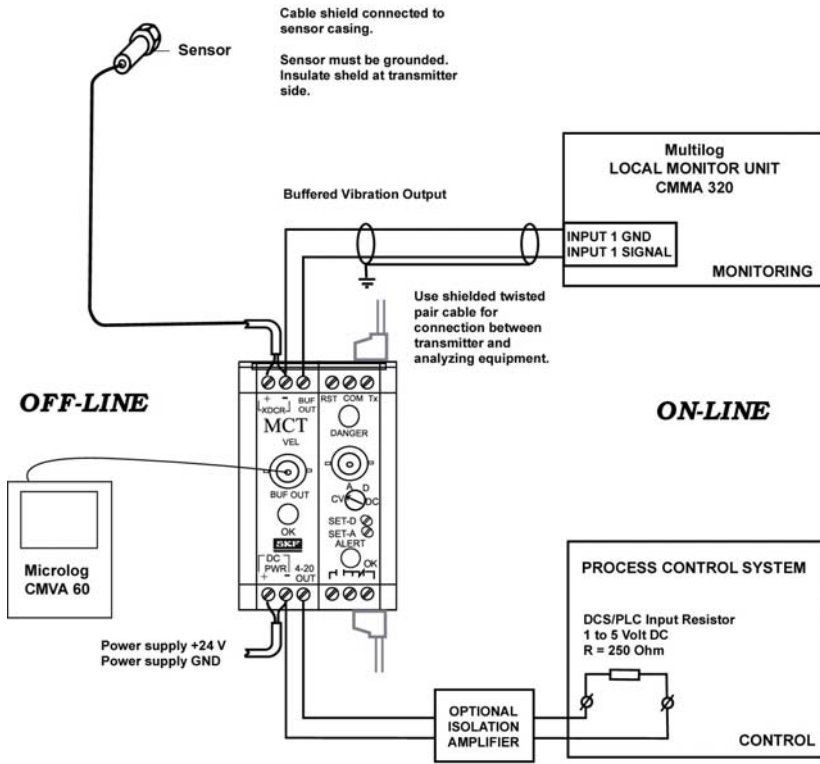 Cable shield connected to
sensor casing.
Sensor
Sensor must be grounded.
Insulate sheld at transmitter
side.
Multilog
LOCAL MONITOR UNIT
CMMA 320
INPUT 1 GND
INPUT 1 SIGNAL
MONITORING
Buffered Vibration Output
Use shielded twisted
pair cable for
connection between
transmitter and
analyzing equipment.
OFF-LINE
ON-LINE
+ - BUF
XDCR OUT
MCT
VEL
BUF OUT
OK
SKF
DC
PWR 4-20
+ - OUT
RST COM Tx
DANGER
A D
CV DC
SET-D
SET-A
ALERT
OK
Microlog
CMVA 60
Power supply +24 V
Power supply GND
OPTIONAL
ISOLATION
AMPLIFIER
PROCESS CONTROL SYSTEM
DCS/PLC Input Resistor
1 to 5 Volt DC
R = 250 Ohm
CONTROL